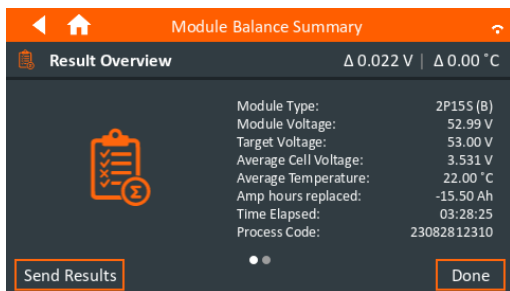 Module Balance Summary
Result Overview Δ 0.022 V | Δ 0.00 °C
Module Type: 2P15S (B)
Module Voltage: 52.99 V
Target Voltage: 53.00 V
Average Cell Voltage: 3.531 V
Average Temperature: 22.00 °C
Amp hours replaced: -15.50 Ah
Time Elapsed: 03:28:25
Process Code: 23082812310
Send Results Done